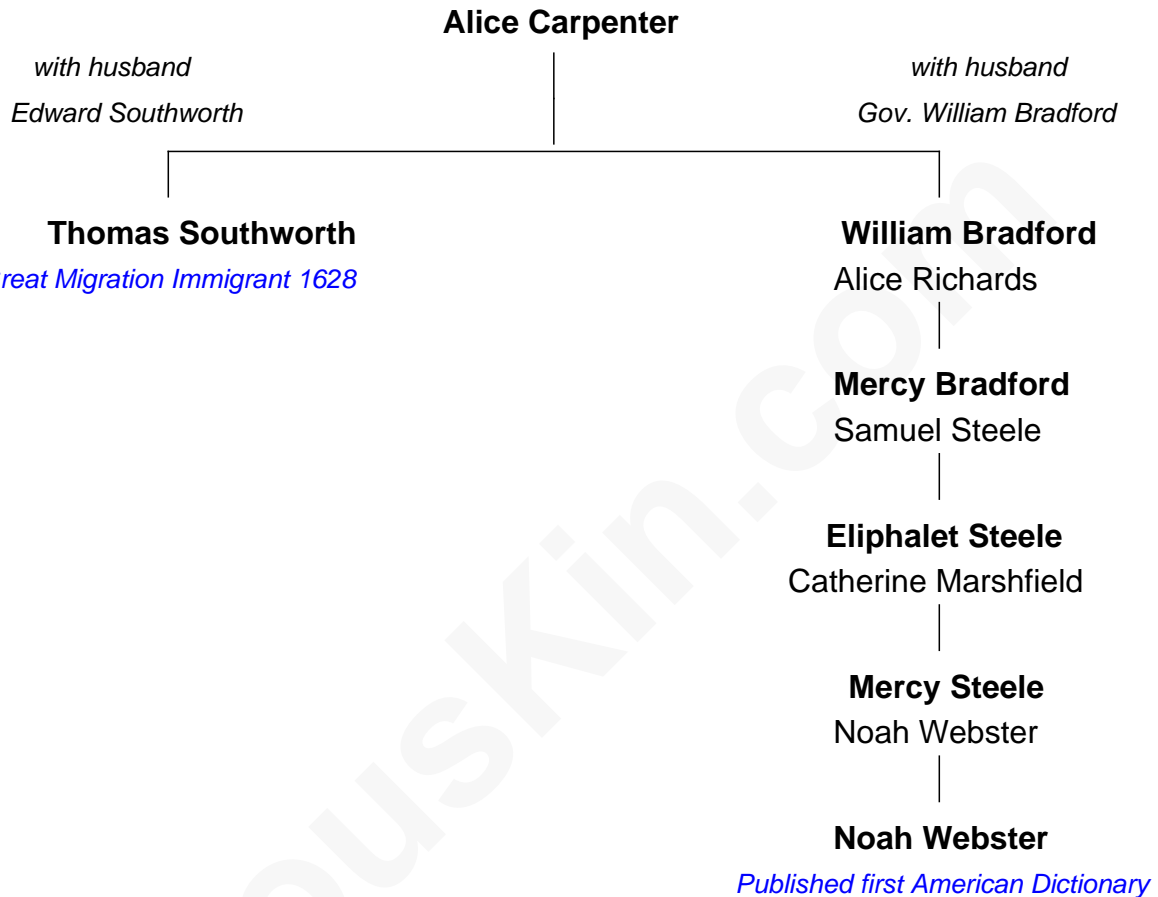 Alice Carpenter
with husband
Edward Southworth
with husband
Gov. William Bradford
Thomas Southworth
reat Migration Immigrant 1628
William Bradford
Alice Richards
Mercy Bradford
Samuel Steele
Eliphalet Steele
Catherine Marshfield
Mercy Steele
Noah Webster
Noah Webster
Published first American Dictionary
ousKin.com